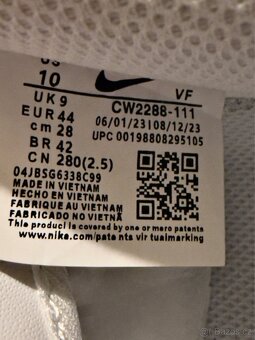 US
10
UK 9
EUR 44
cm 28
BR 42
CN 280(2.5)
VF
CW2288-111
06/01/23|08/12/23
UPC 00198808295105
04JBSG6338C99
MADE IN VIETNAM
HECHO EN VIETNAM
FABRIQUE AU VIETNAM
FABRICADO NO VIETNAM
This product is covered by one or more
of www.nike.com/patents virtualmarking